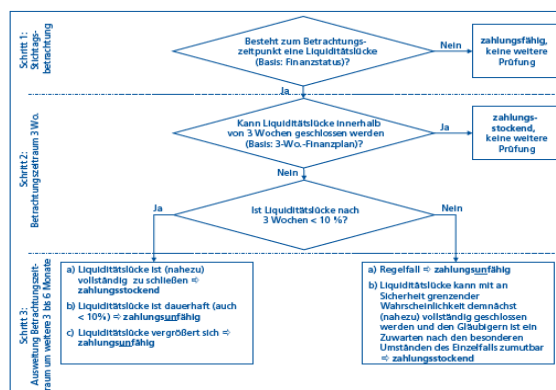 Schritt 1:
Stichtags-
betrachtung
Besteht zum Betrachtungs-
zeitpunkt eine Liquiditätslücke
(Basis: Finanzstatus)?
Nein
zahlungsfähig,
keine weitere
Prüfung
Ja
Schritt 2:
Betrachtungszeitraum 3 Wo.
Kann Liquiditätslücke innerhalb
von 3 Wochen geschlossen werden
(Basis: 3-Wo.-Finanzplan)?
Ja
zahlungs-
stockend,
keine weitere
Prüfung
Nein
Ist Liquiditätslücke nach
3 Wochen < 10 %?
Ja
Nein
Schritt 3:
Ausweitung Betrachtungszeit-
raum um weitere 3 bis 6 Monate
a) Liquiditätslücke ist (nahezu)
vollständig zu schließen ⇨
zahlungsstockend
b) Liquiditätslücke ist dauerhaft (auch
< 10%) ⇨ zahlungsunfähig
c) Liquiditätslücke vergrößert sich ⇨
zahlungsunfähig
a) Regelfall ⇨ zahlungsunfähig
b) Liquiditätslücke kann mit an
Sicherheit grenzender
Wahrscheinlichkeit demnächst
(nahezu) vollständig geschlossen
werden und den Gläubigern ist ein
Zuwarten nach den besonderen
Umständen des Einzelfalls zumutbar
⇨ zahlungsstockend